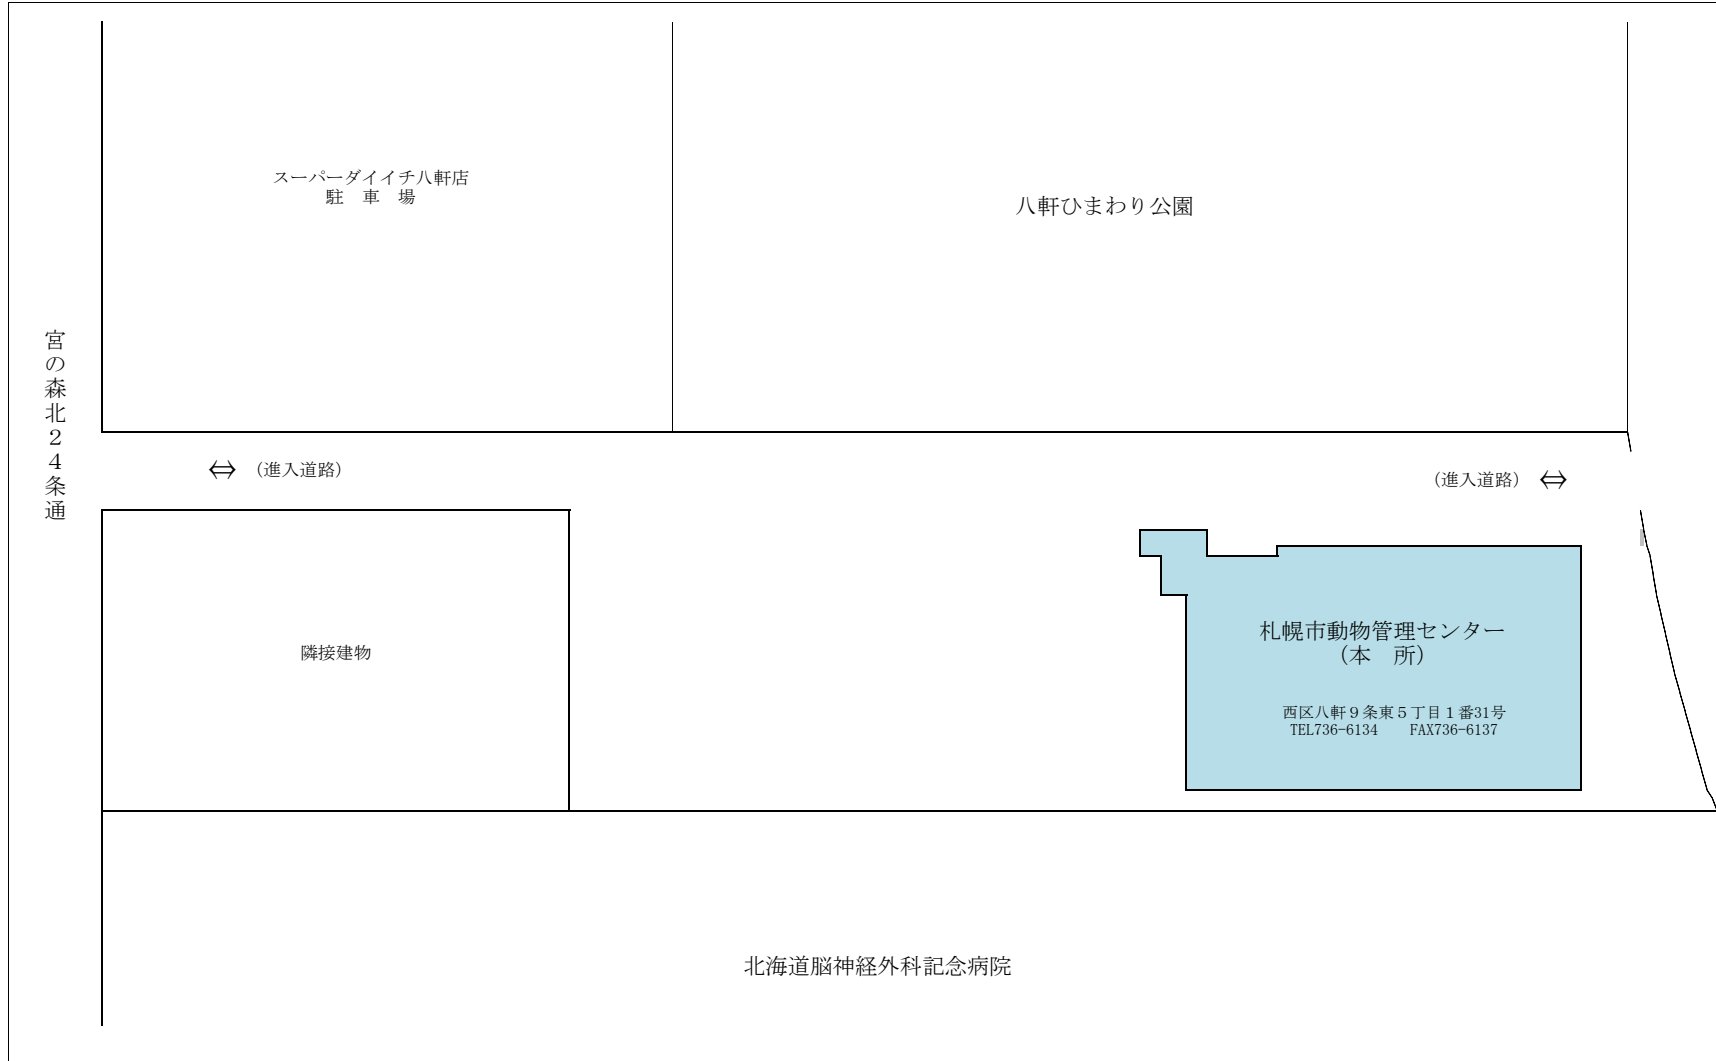 スーパーダイイチ八軒店
駐　車　場
八軒ひまわり公園
宮の森北２４条通
⇔　（進入道路）
（進入道路）　⇔
隣接建物
札幌市動物管理センター
（本　所）
西区八軒９条東５丁目１番31号
TEL736-6134　　FAX736-6137
北海道脳神経外科記念病院